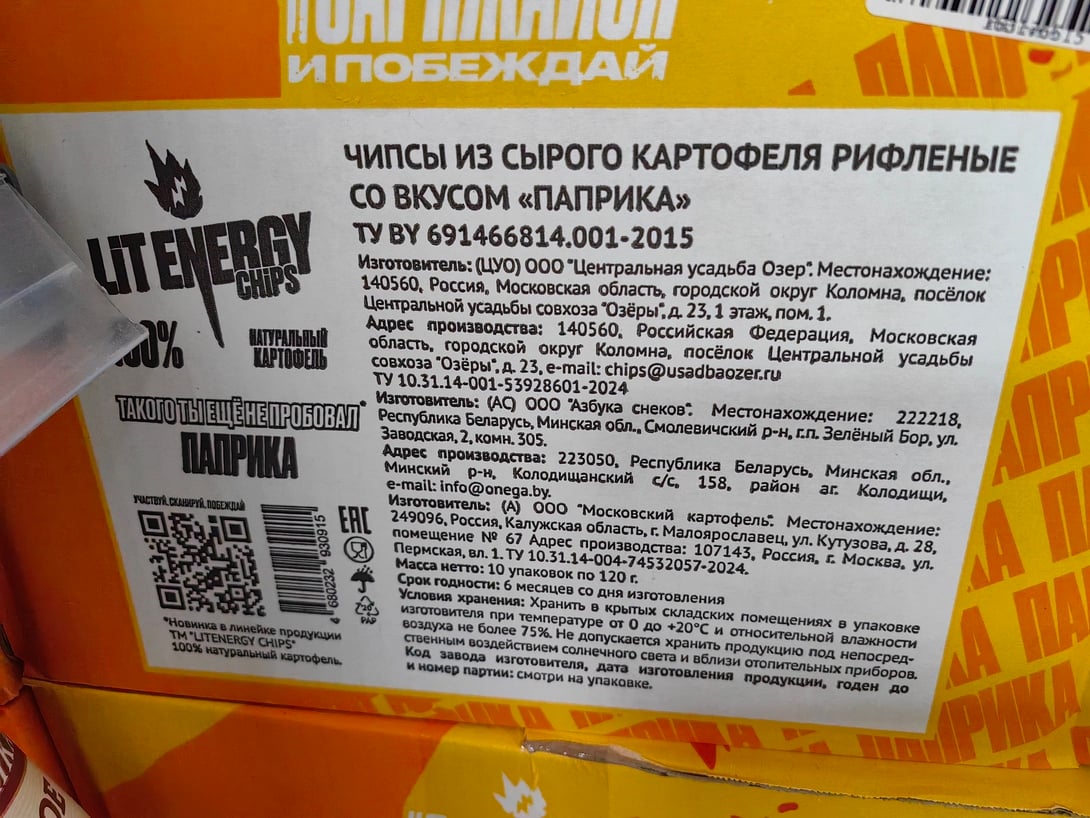 И ПОБЕЖДАЙ
LIT ENERGY
CHIPS
НАТУРАЛЬНЫЙ
КАРТОФЕЛЬ
ТАКОГО ТЫ ЕЩЁ НЕ ПРОБОВАЛ*
ПАПРИКА
УЧАСТВУЙ, СКАНИРУЙ, ПОБЕЖДАЙ
4680232 930915
EAC
PAP
*Новинка в линейке продукции
ТМ "LITENERGY CHIPS"
100% натуральный картофель.
ЧИПСЫ ИЗ СЫРОГО КАРТОФЕЛЯ РИФЛЕНЫЕ
СО ВКУСОМ «ПАПРИКА»
ТУ BY 691466814.001-2015
Изготовитель: (ЦУО) ООО "Центральная усадьба Озер". Местонахождение:
140560, Россия, Московская область, городской округ Коломна, посёлок
Центральной усадьбы совхоза "Озёры", д. 23, 1 этаж, пом. 1.
Адрес производства: 140560, Российская Федерация, Московская
область, городской округ Коломна, посёлок Центральной усадьбы
совхоза "Озёры", д. 23, e-mail: chips@usadbaozer.ru
ТУ 10.31.14-001-53928601-2024
Изготовитель: (АС) ООО "Азбука снеков". Местонахождение: 222218,
Республика Беларусь, Минская обл., Смолевичский р-н, г.п. Зелёный Бор, ул.
Заводская, 2, комн. 305.
Адрес производства: 223050, Республика Беларусь, Минская обл.,
Минский р-н, Колодищанский с/с, 158, район аг. Колодищи,
e-mail: info@onega.by.
Изготовитель: (А) ООО "Московский картофель". Местонахождение:
249096, Россия, Калужская область, г. Малоярославец, ул. Кутузова, д. 28,
помещение № 67 Адрес производства: 107143, Россия, г. Москва, ул.
Пермская, вл. 1. ТУ 10.31.14-004-74532057-2024.
Масса нетто: 10 упаковок по 120 г.
Срок годности: 6 месяцев со дня изготовления
Условия хранения: Хранить в крытых складских помещениях в упаковке
изготовителя при температуре от 0 до +20°С и относительной влажности
воздуха не более 75%. Не допускается хранить продукцию под непосред-
ственным воздействием солнечного света и вблизи отопительных приборов.
Код завода изготовителя, дата изготовления продукции, годен до
и номер партии: смотри на упаковке.